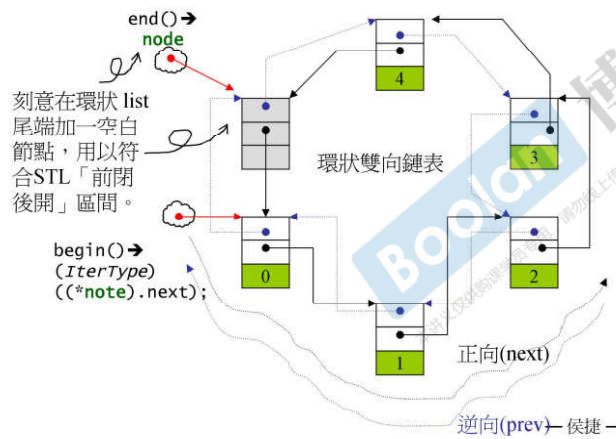 end()→
node
刻意在環狀 list
尾端加一空白
節點，用以符
合STL「前閉
後開」區間。
begin()→
(IterType)
((*note).next);
4
3
環狀雙向鏈表
0
2
1
正向(next)
逆向(prev)
— 侯捷 —
Boolan
博